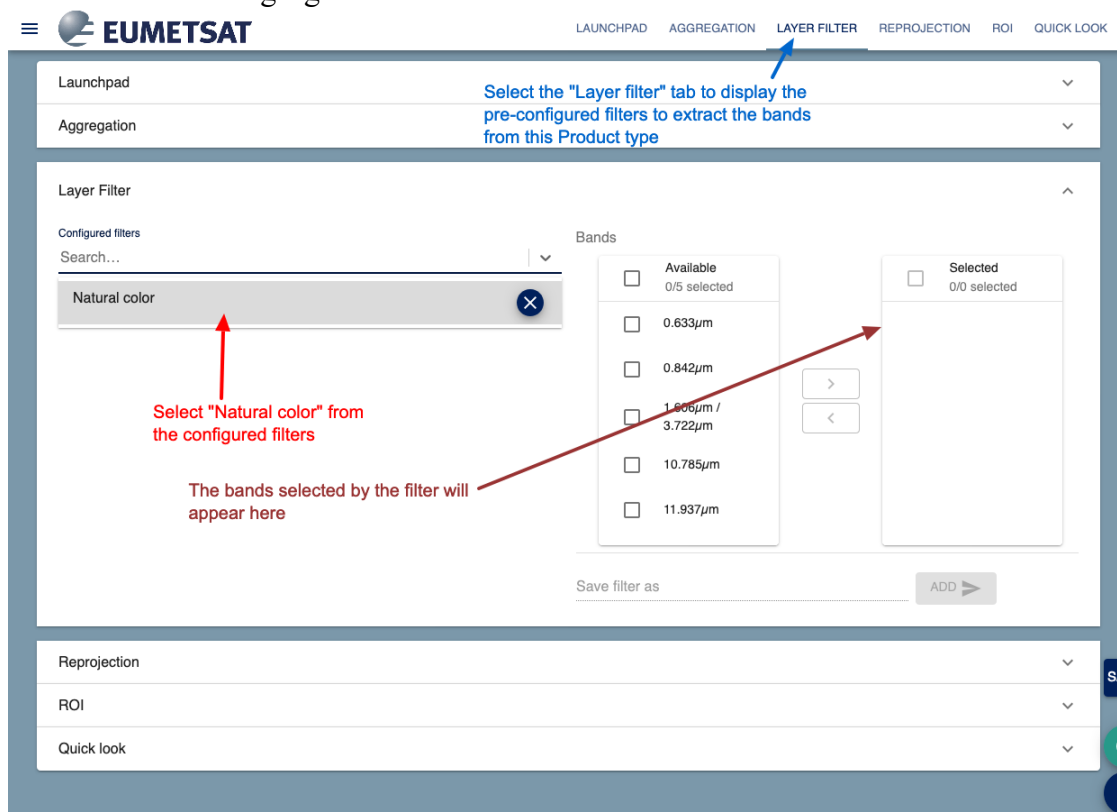 EUMETSAT
LAUNCHPAD AGGREGATION LAYER FILTER REPROJECTION ROI QUICK LOOK
Launchpad
Aggregation
Select the "Layer filter" tab to display the
pre-configured filters to extract the bands
from this Product type
Layer Filter
Configured filters
Search...
Natural color
Select "Natural color" from
the configured filters
The bands selected by the filter will
appear here
Bands
Available
0/5 selected
0.633µm
0.842µm
1.606µm /
3.722µm
10.785µm
11.937µm
Selected
0/0 selected
Save filter as
ADD
Reprojection
ROI
Quick look